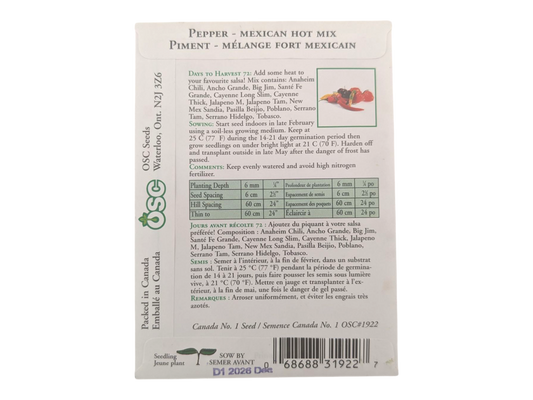 PEPPER - MEXICAN HOT MIX
PIMENT - MÉLANGE FORT MEXICAIN
DAYS TO HARVEST 72: Add some heat to
your favourite salsa! Mix contains: Anaheim
Chili, Ancho Grande, Big Jim, Santé Fe
Grande, Cayenne Long Slim, Cayenne
Thick, Jalapeno M, Jalapeno Tam, New
Mex Sandia, Pasilla Beijo, Poblano, Serrano
Tam, Serrano Hidelgo, Tobasco.
SOWING: Start seed indoors in late February
using a soil-less growing medium. Keep at
25 C (77 F) during the 14-21 day germination period then
grow seedlings on under bright light at 21 C (70 F). Harden off
and transplant outside in late May after the danger of frost has
passed.
COMMENTS: Keep evenly watered and avoid high nitrogen
fertilizer.
Planting Depth 6 mm ¼" Profondeur de plantation 6 mm ¼ po
Seed Spacing 6 cm 2½" Espacement de semis 6 cm 2½ po
Hill Spacing 60 cm 24" Espacement des poquets 60 cm 24 po
Thin to 60 cm 24" Éclaircir à 60 cm 24 po
JOURS AVANT RÉCOLTE 72 : Ajoutez du piquant à votre salsa
préférée! Composition : Anaheim Chili, Ancho Grande, Big Jim,
Santé Fe Grande, Cayenne Long Slim, Cayenne Thick, Jalapeno
M, Jalapeno Tam, New Mex Sandia, Pasilla Beijo, Poblano,
Serrano Tam, Serrano Hidelgo, Tobasco.
SEMIS : Semer à l'intérieur, à la fin de février, dans un substrat
sans sol. Tenir à 25 °C (77 °F) pendant la période de germina-
tion de 14 à 21 jours, puis faire pousser les semis sous lumière
vive, à 21 °C (70 °F). Mettre en jauge et transplanter à l'ex-
térieur, à la fin de mai, une fois le danger de gel passé.
REMARQUES : Arroser uniformément, et éviter les engrais très
azotés.
Canada No. 1 Seed / Semence Canada No. 1 OSC#1922
Seedling
Jeune plant
SOW BY
SEMER AVANT
D1 2026 Dec
0 68688 31922 7
OSC Seeds
Waterloo, Ont. N2J 3Z6
OSC
Packed in Canada
Emballé au Canada